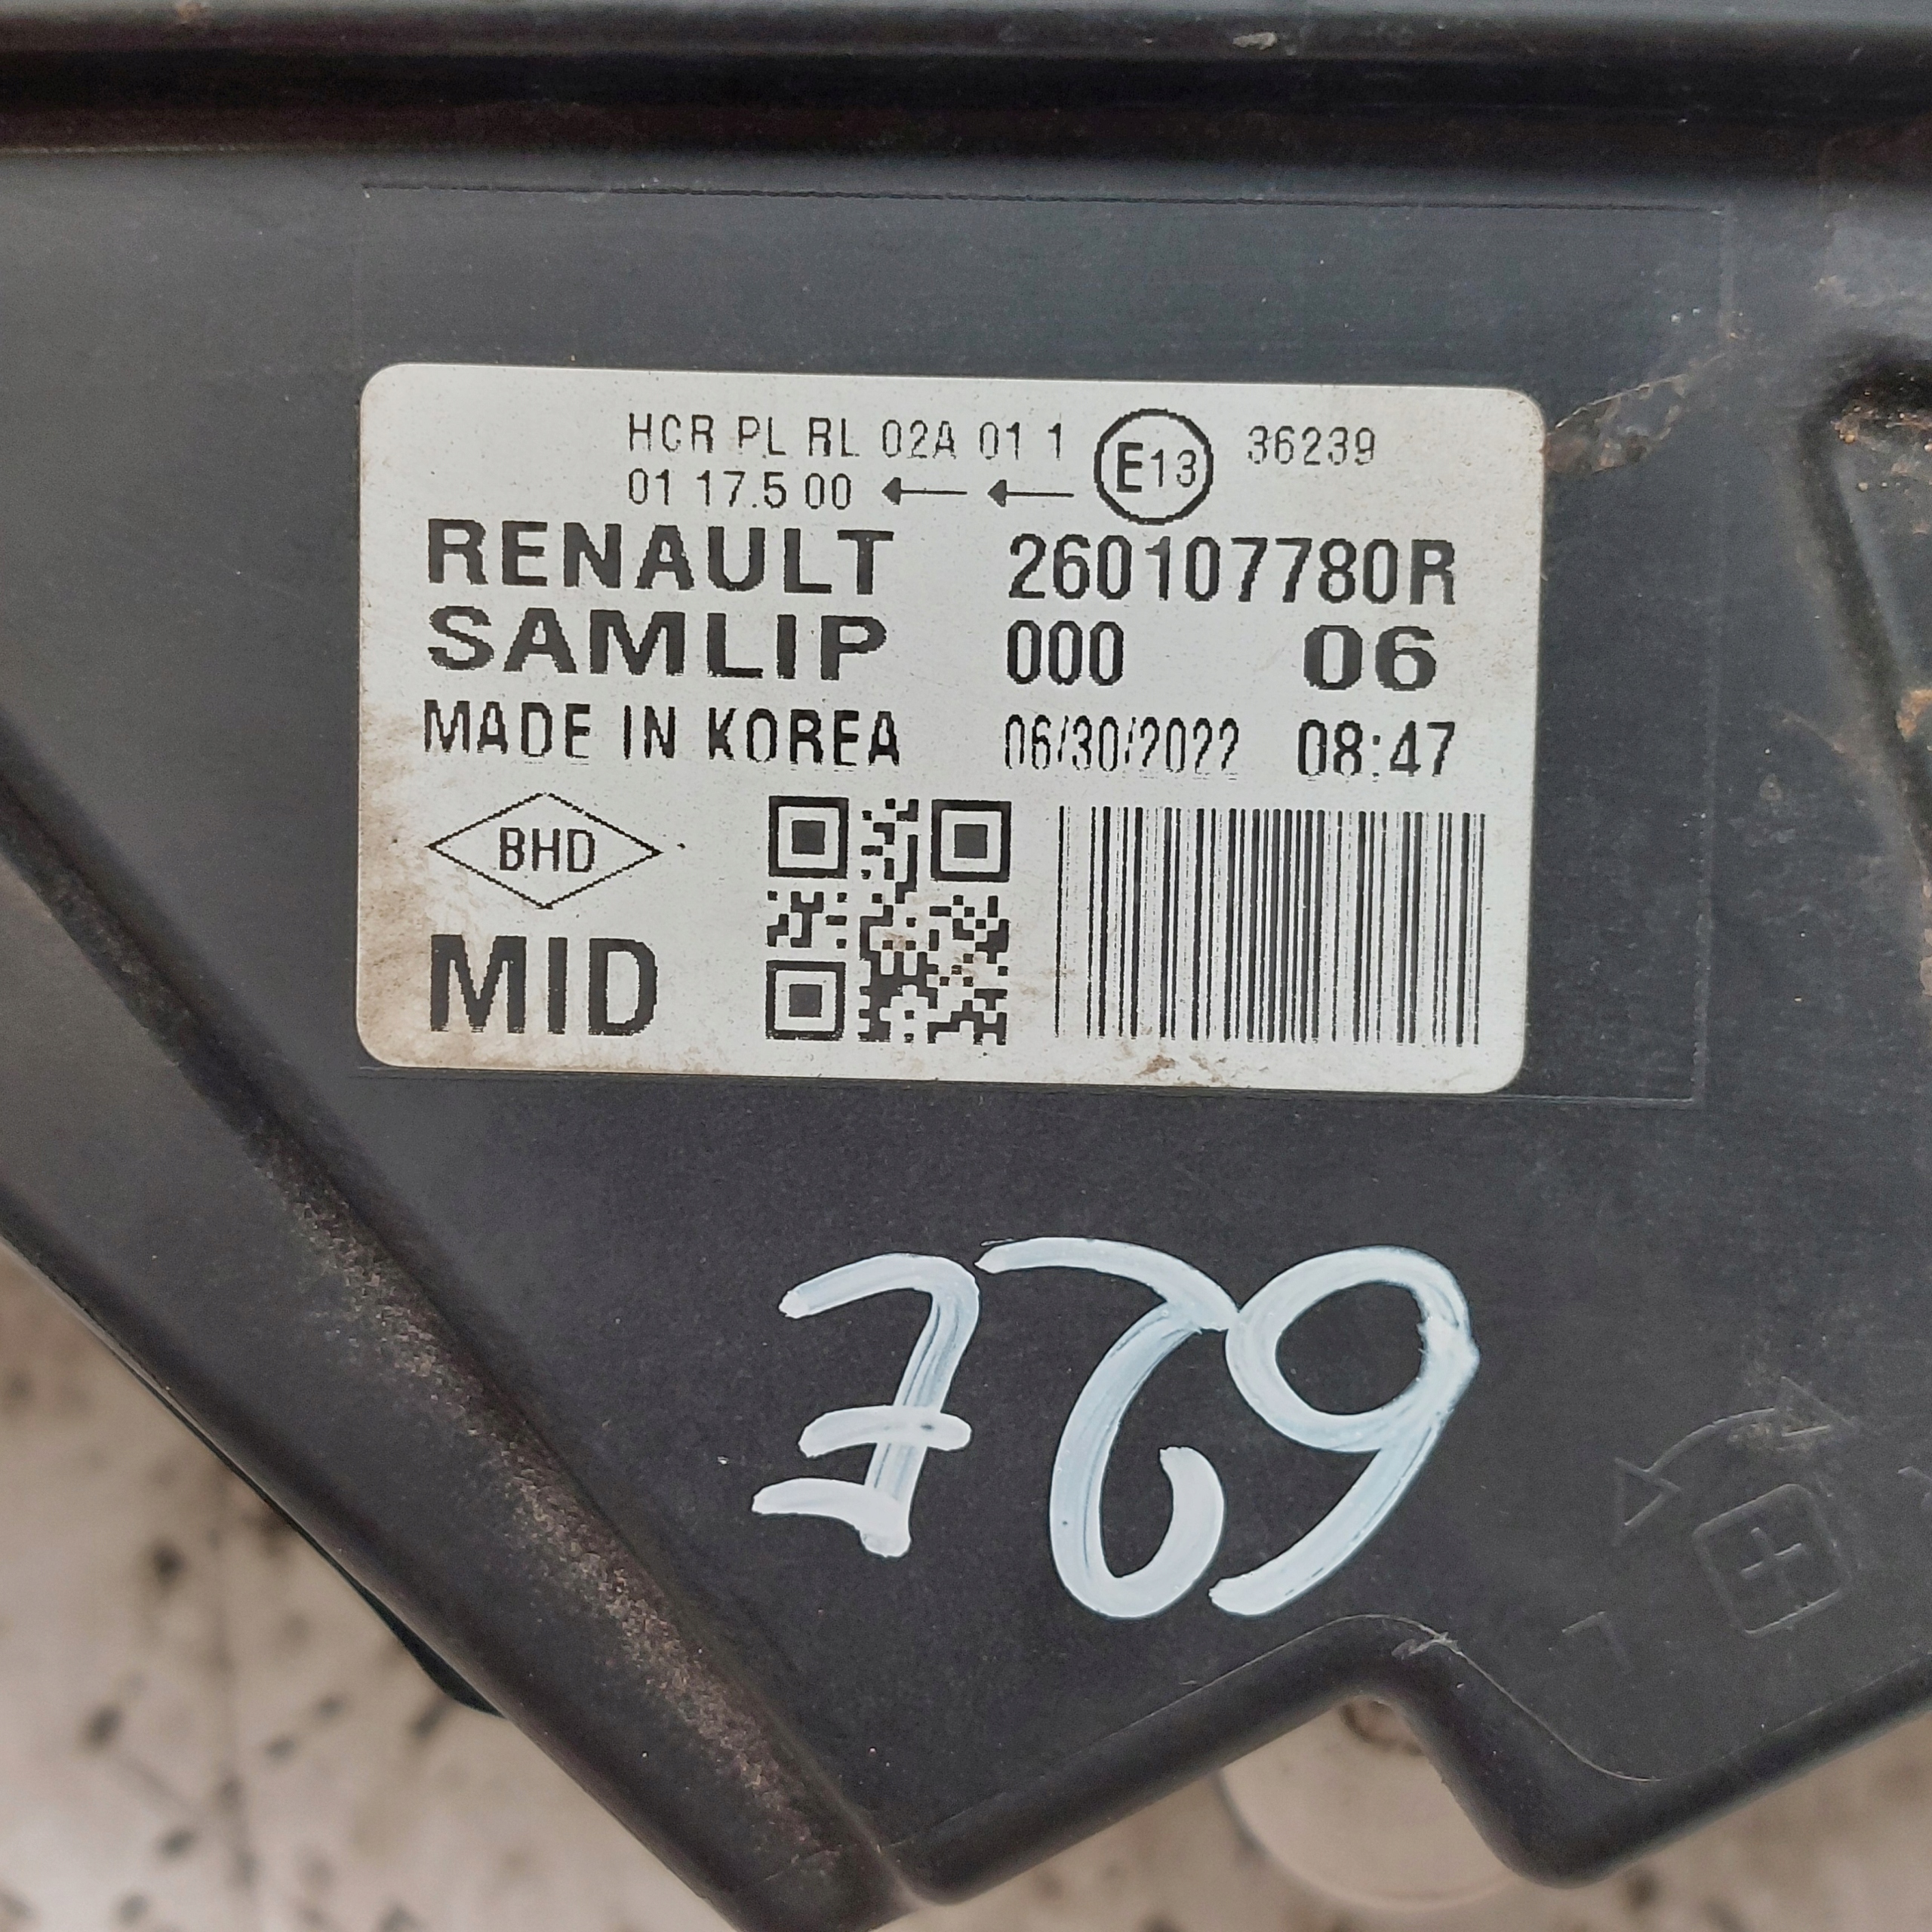 HCR PL RL 02A 01 1 E13 36239
01 17.5 00 ← ←
RENAULT 260107780R
SAMLIP 000 06
MADE IN KOREA 06/30/2022 08:47
BHD
MID
769
L